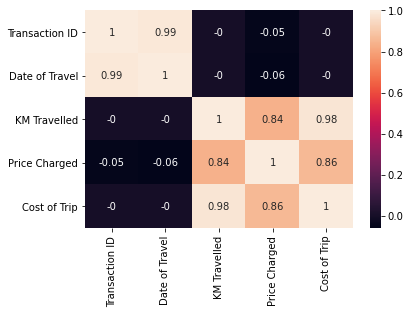 Transaction ID 1 0.99 -0 -0.05 -0
Date of Travel 0.99 1 -0 -0.06 -0
KM Travelled -0 -0 1 0.84 0.98
Price Charged -0.05 -0.06 0.84 1 0.86
Cost of Trip -0 -0 0.98 0.86 1
Transaction ID
Date of Travel
KM Travelled
Price Charged
Cost of Trip
1.0
0.8
0.6
0.4
0.2
0.0